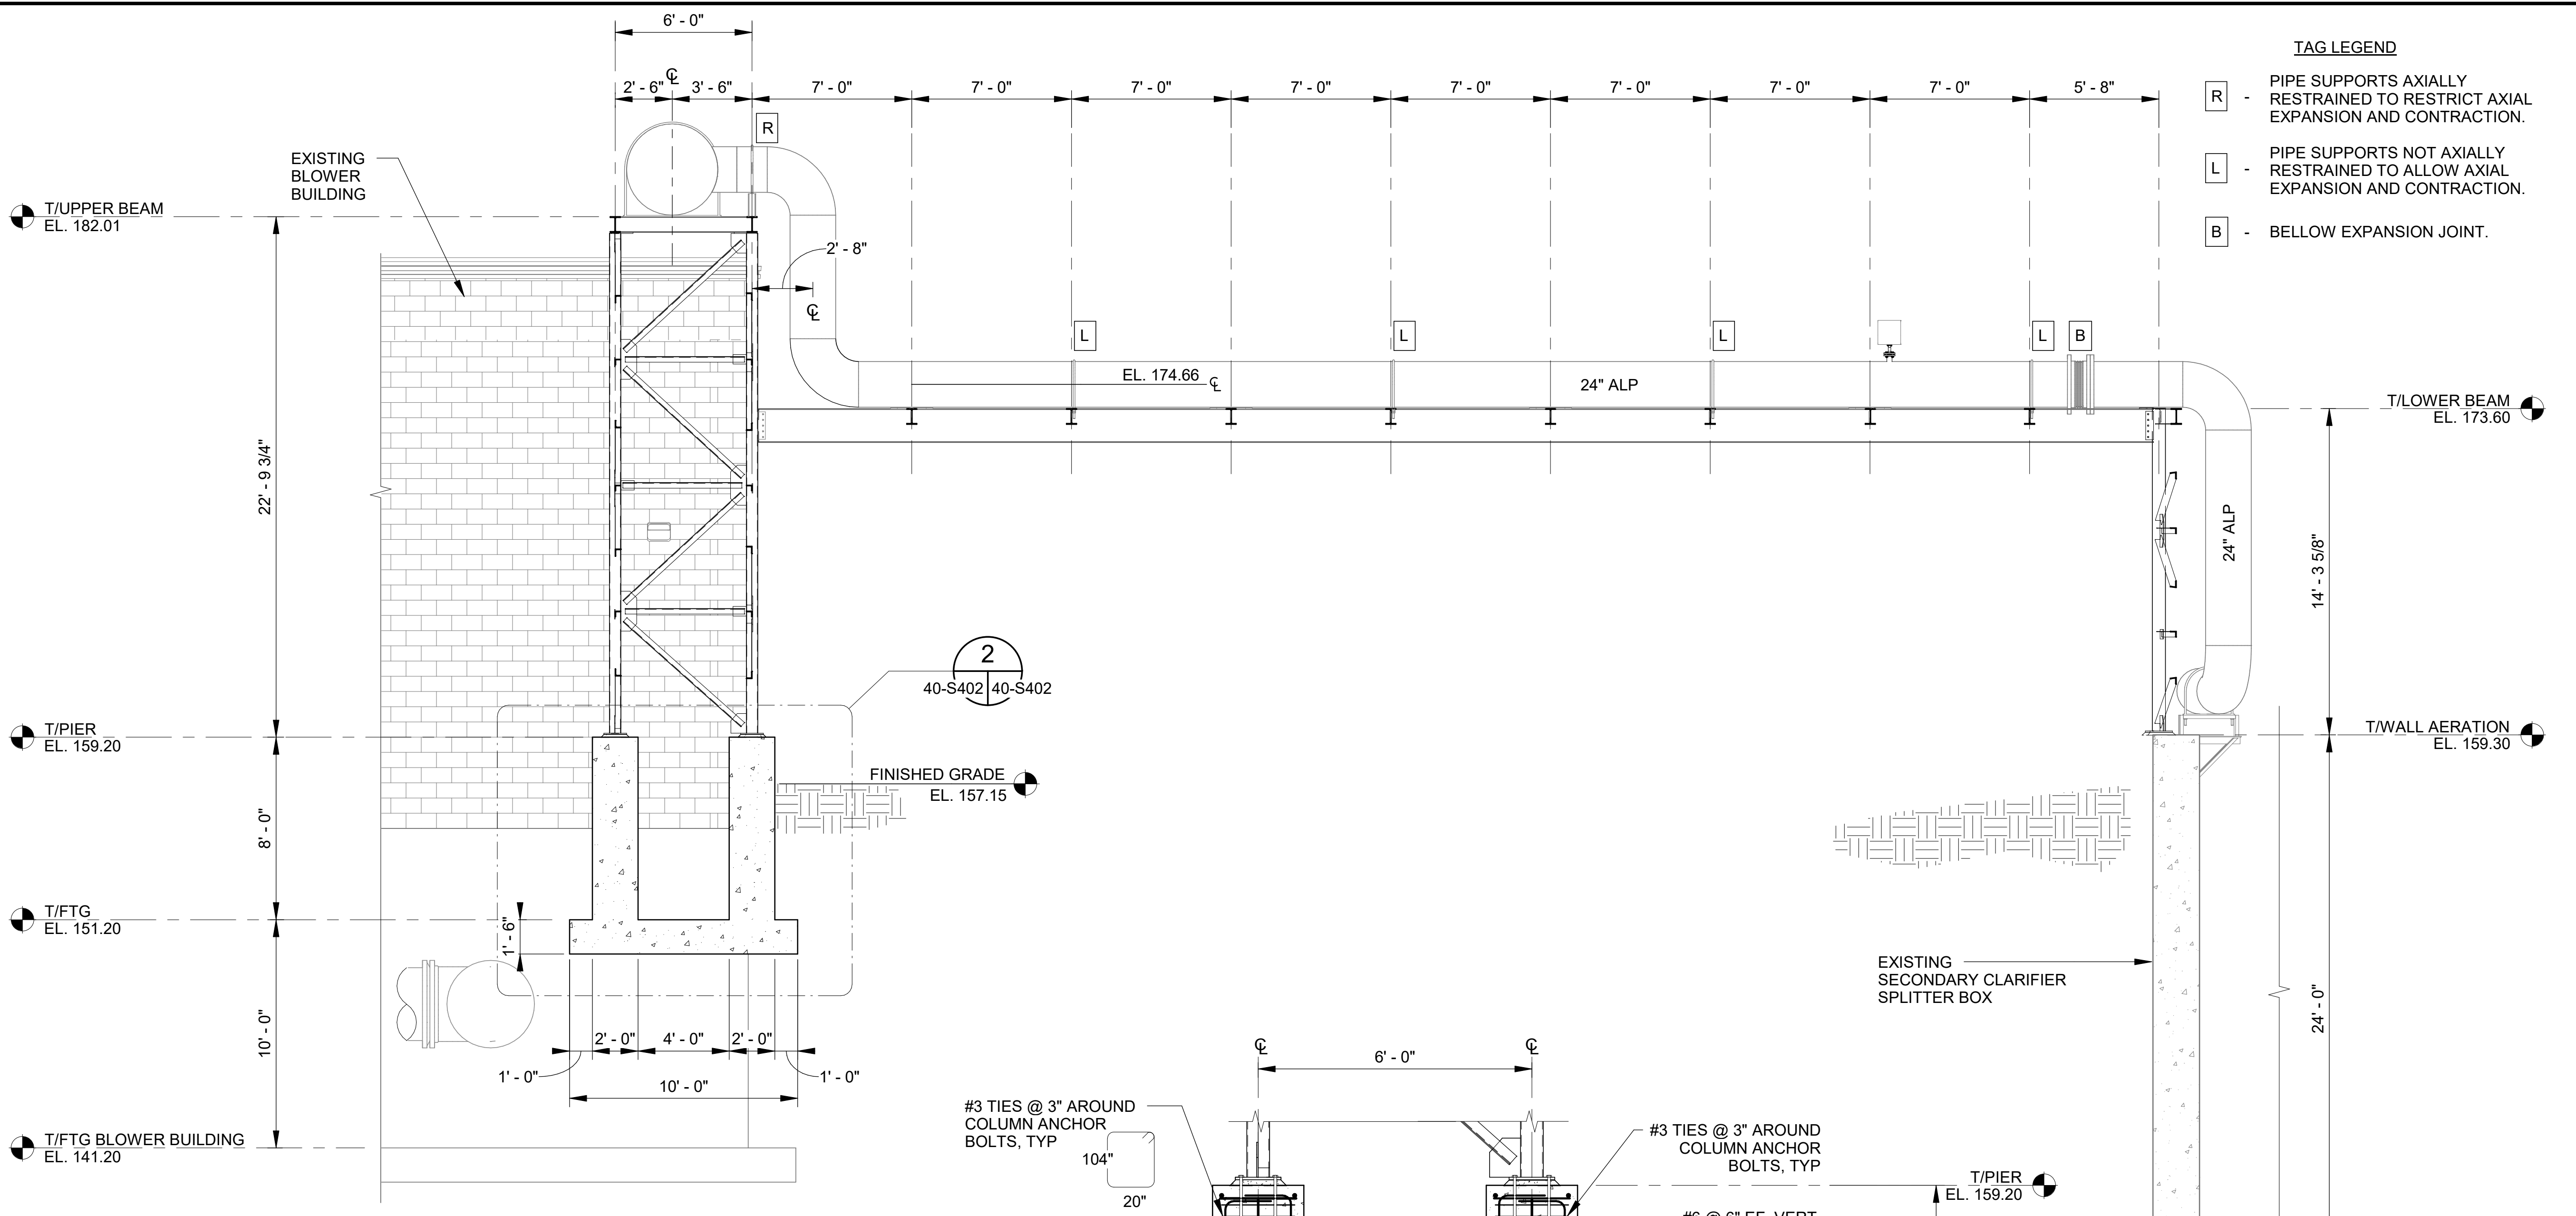 6' - 0"
2' - 6"
℄
3' - 6"
7' - 0"
7' - 0"
7' - 0"
7' - 0"
7' - 0"
7' - 0"
7' - 0"
7' - 0"
5' - 8"
TAG LEGEND
R - PIPE SUPPORTS AXIALLY
RESTRAINED TO RESTRICT AXIAL
EXPANSION AND CONTRACTION.
L - PIPE SUPPORTS NOT AXIALLY
RESTRAINED TO ALLOW AXIAL
EXPANSION AND CONTRACTION.
B - BELLOW EXPANSION JOINT.
R
EXISTING
BLOWER
BUILDING
T/UPPER BEAM
EL. 182.01
2' - 8"
℄
L
L
L
L
B
EL. 174.66
℄
24" ALP
T/LOWER BEAM
EL. 173.60
22' - 9 3/4"
24" ALP
14' - 3 5/8"
2
40-S402
40-S402
T/PIER
EL. 159.20
T/WALL AERATION
EL. 159.30
FINISHED GRADE
EL. 157.15
8' - 0"
T/FTG
EL. 151.20
1' - 6"
EXISTING
SECONDARY CLARIFIER
SPLITTER BOX
24' - 0"
10' - 0"
2' - 0"
4' - 0"
2' - 0"
1' - 0"
1' - 0"
10' - 0"
℄
6' - 0"
℄
#3 TIES @ 3" AROUND
COLUMN ANCHOR
BOLTS, TYP
104"
20"
#3 TIES @ 3" AROUND
COLUMN ANCHOR
BOLTS, TYP
T/FTG BLOWER BUILDING
EL. 141.20
T/PIER
EL. 159.20
#6 @ 6" EF, VERT